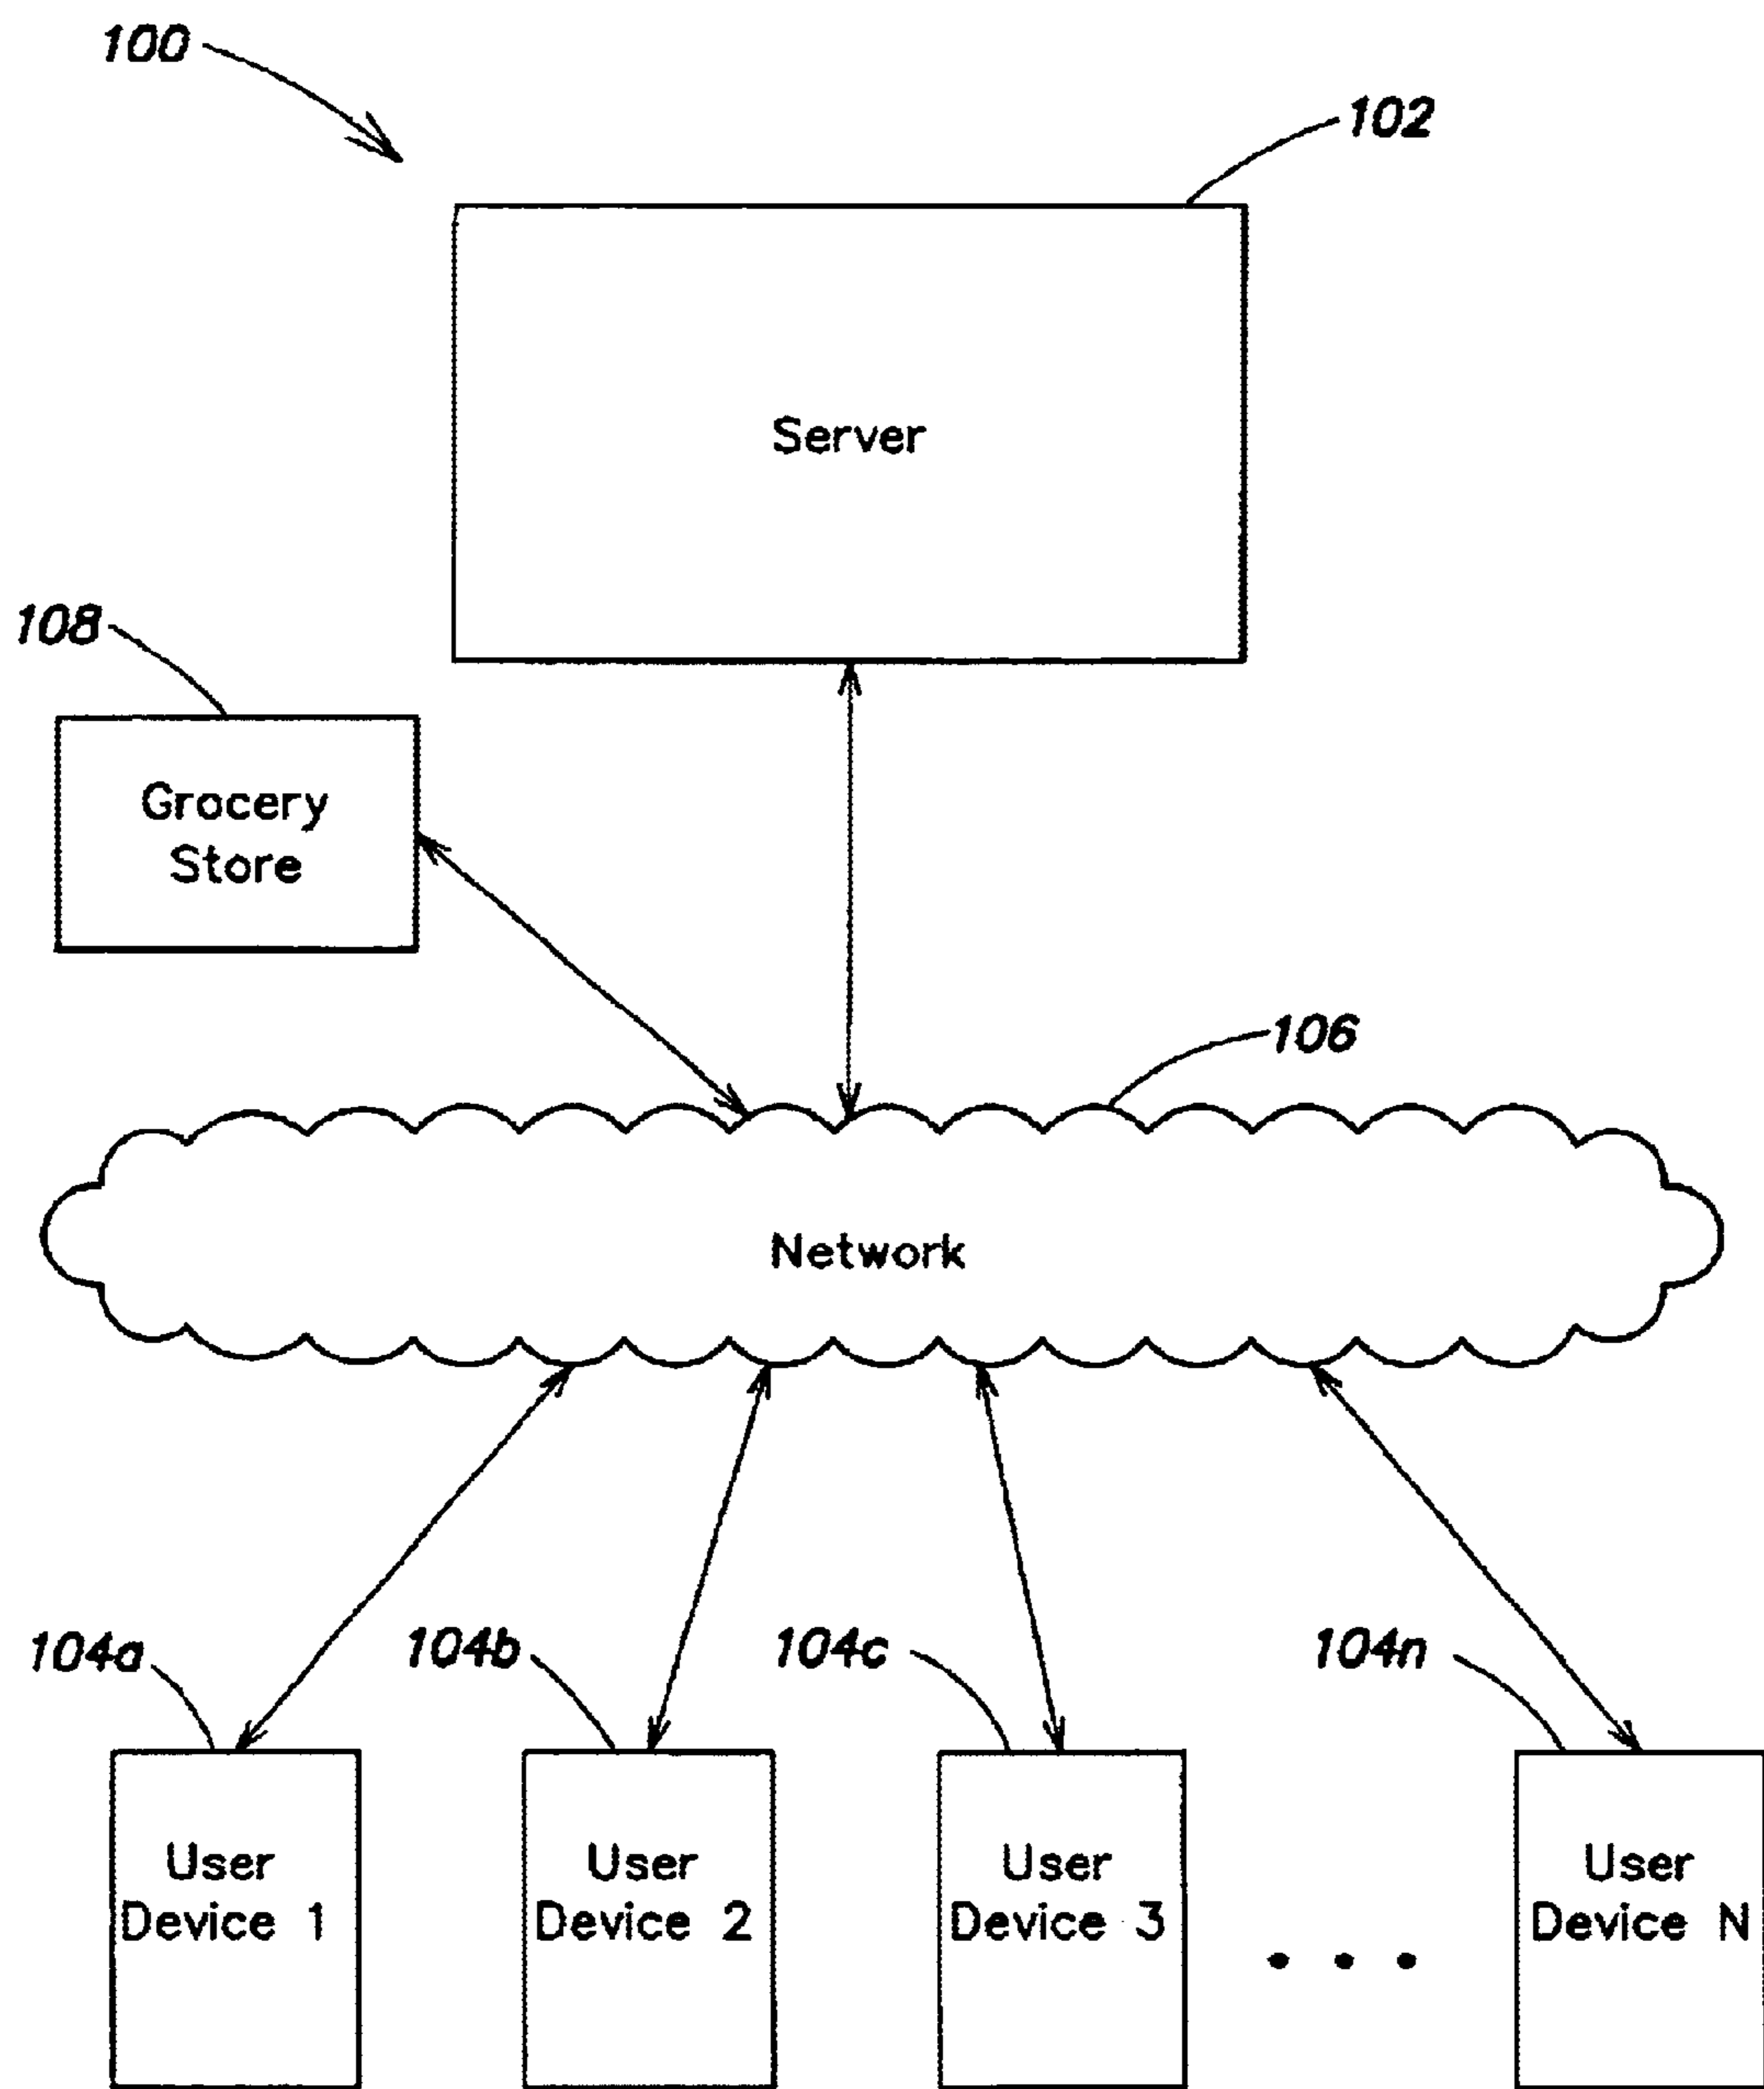 100
102
Server
108
Grocery
Store
106
Network
104a
104b
104c
104n
User
Device 1
User
Device 2
User
Device 3
. . .
User
Device N